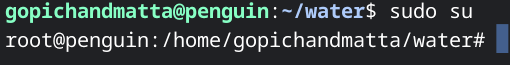 gopichandmatta@penguin:~/water$ sudo su
root@penguin:/home/gopichandmatta/water#